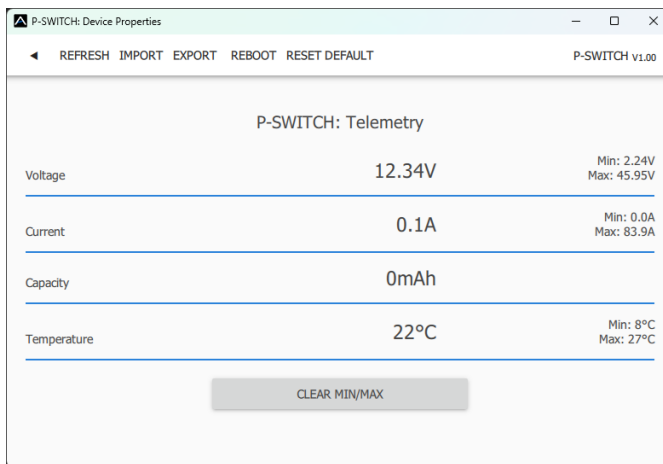 P-SWITCH: Device Properties
REFRESH IMPORT EXPORT REBOOT RESET DEFAULT P-SWITCH V1.00
P-SWITCH: Telemetry
Voltage 12.34V Min: 2.24V
Max: 45.95V
Current 0.1A Min: 0.0A
Max: 83.9A
Capacity 0mAh
Temperature 22°C Min: 8°C
Max: 27°C
CLEAR MIN/MAX